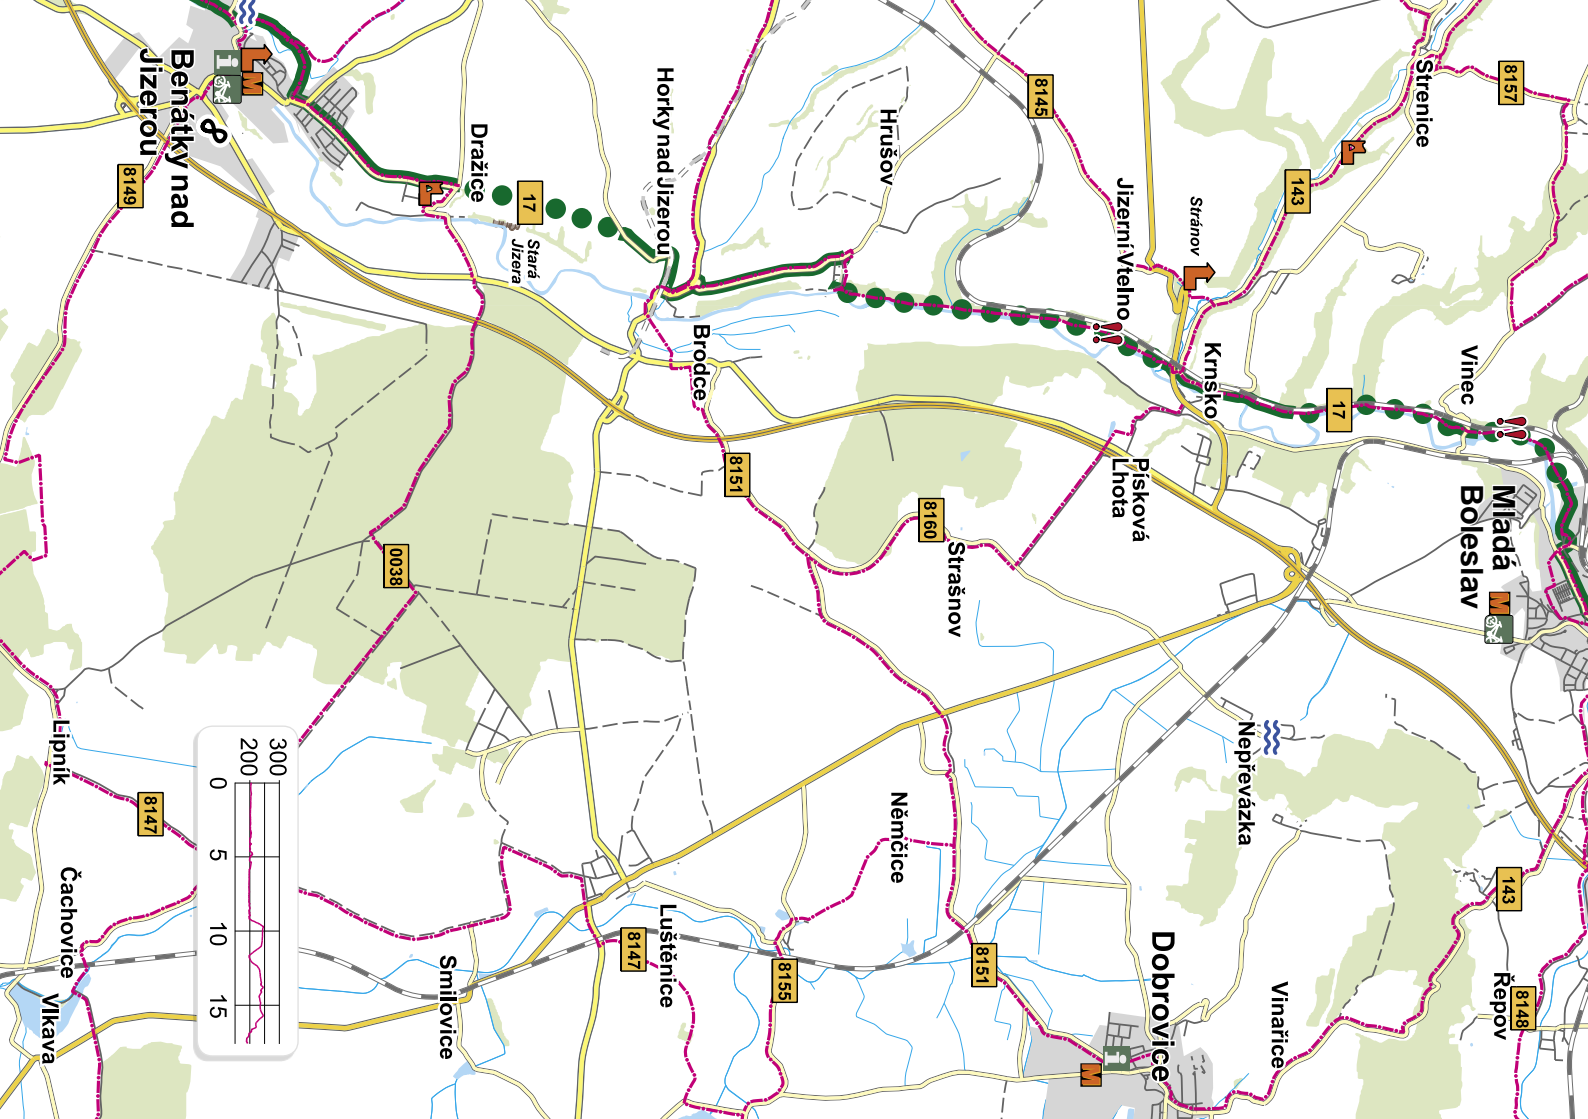 Strenice
8157
143
8145
Hrušov
Horky nad Jizerou
Jizerní Vtelno
Stránov
Benátky nad
Jizerou
8149
Dražice
17
Stará
Jizera
Brodce
Krnsko
17
Vinec
Mladá
Boleslav
Písková
Lhota
8151
8160
Strašnov
0038
Nepřevázka
Němčice
Lipník
8147
Čachovice
Vlkava
Smilovice
Luštěnice
8147
8155
8151
Dobrovice
Vinařice
143
Řepov
8148
300
200
0
5
10
15
M
M
M
i
i